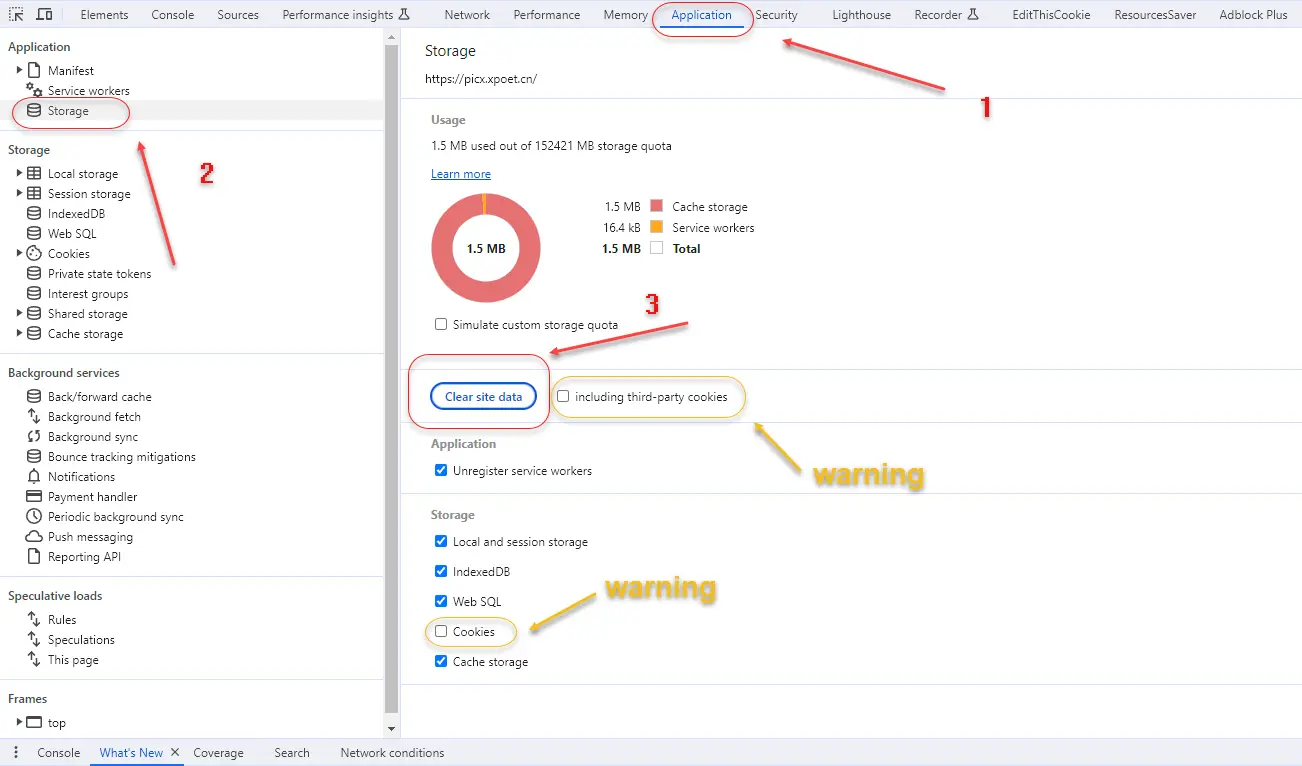 Elements Console Sources Performance insights Network Performance Memory Application Security Lighthouse Recorder EditThisCookie ResourcesSaver Adblock Plus
Application
Manifest
Service workers
Storage
Storage
Local storage
Session storage
IndexedDB
Web SQL
Cookies
Private state tokens
Interest groups
Shared storage
Cache storage
Background services
Back/forward cache
Background fetch
Background sync
Bounce tracking mitigations
Notifications
Payment handler
Periodic background sync
Push messaging
Reporting API
Speculative loads
Rules
Speculations
This page
Frames
top
2
Storage
https://picx.xpoet.cn/
1
Usage
1.5 MB used out of 152421 MB storage quota
Learn more
1.5 MB
1.5 MB Cache storage
16.4 kB Service workers
1.5 MB Total
3
Simulate custom storage quota
Clear site data including third-party cookies
warning
Application
Unregister service workers
Storage
Local and session storage
IndexedDB
Web SQL
warning
Cookies
Cache storage
Console What's New Coverage Search Network conditions